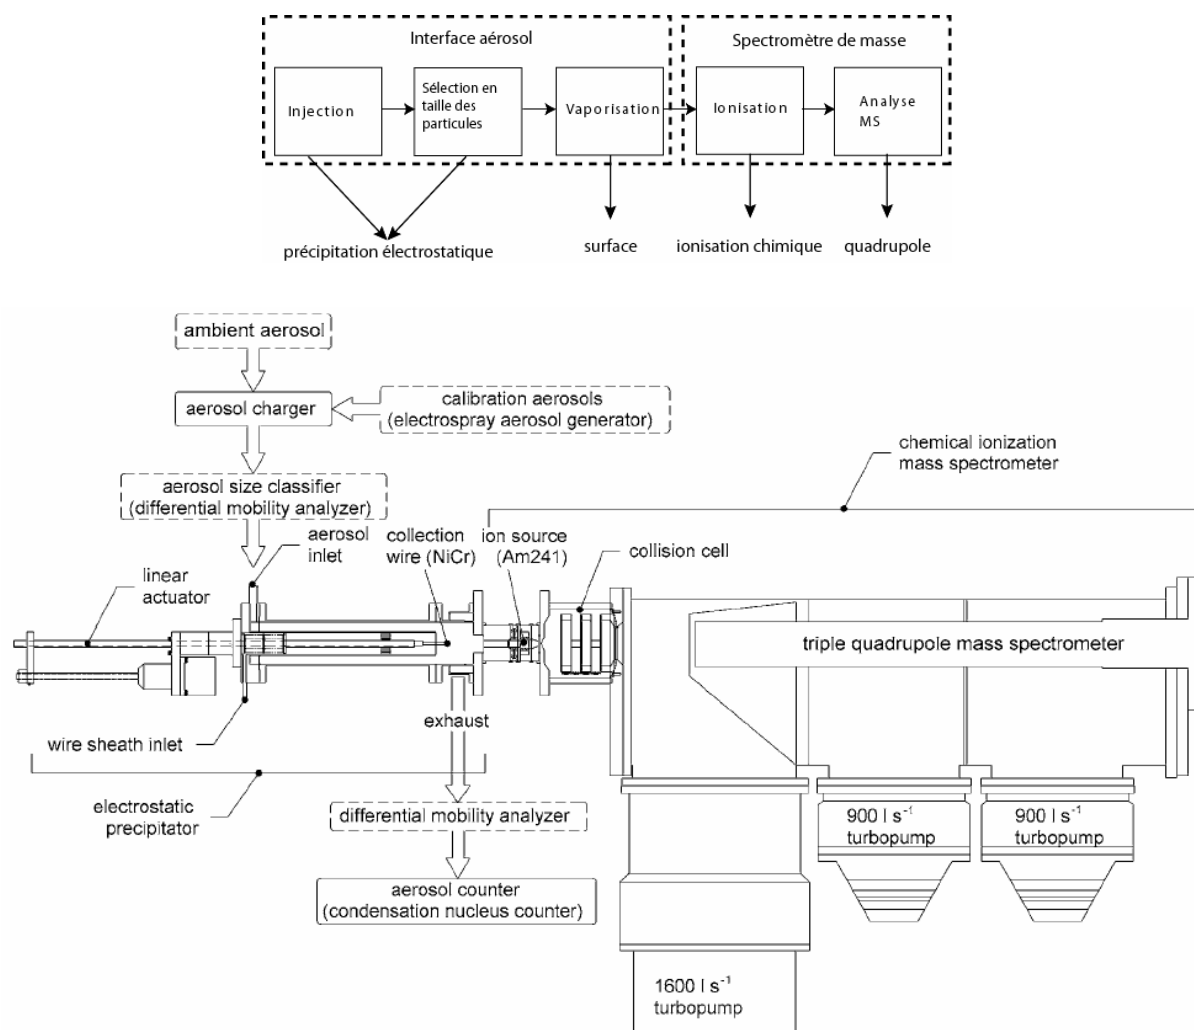 Interface aérosol
Spectromètre de masse
Injection
Sélection en
taille des
particules
Vaporisation
Ionisation
Analyse
MS
précipitation électrostatique
surface
ionisation chimique
quadrupole
ambient aerosol
aerosol charger
calibration aerosols
(electrospray aerosol generator)
chemical ionization
mass spectrometer
aerosol size classifier
(differential mobility analyzer)
aerosol
inlet
collection
wire (NiCr)
ion source
(Am241)
collision cell
linear
actuator
triple quadrupole mass spectrometer
wire sheath inlet
exhaust
electrostatic
precipitator
differential mobility analyzer
900 l s-1
turbopump
900 l s-1
turbopump
aerosol counter
(condensation nucleus counter)
1600 l s-1
turbopump